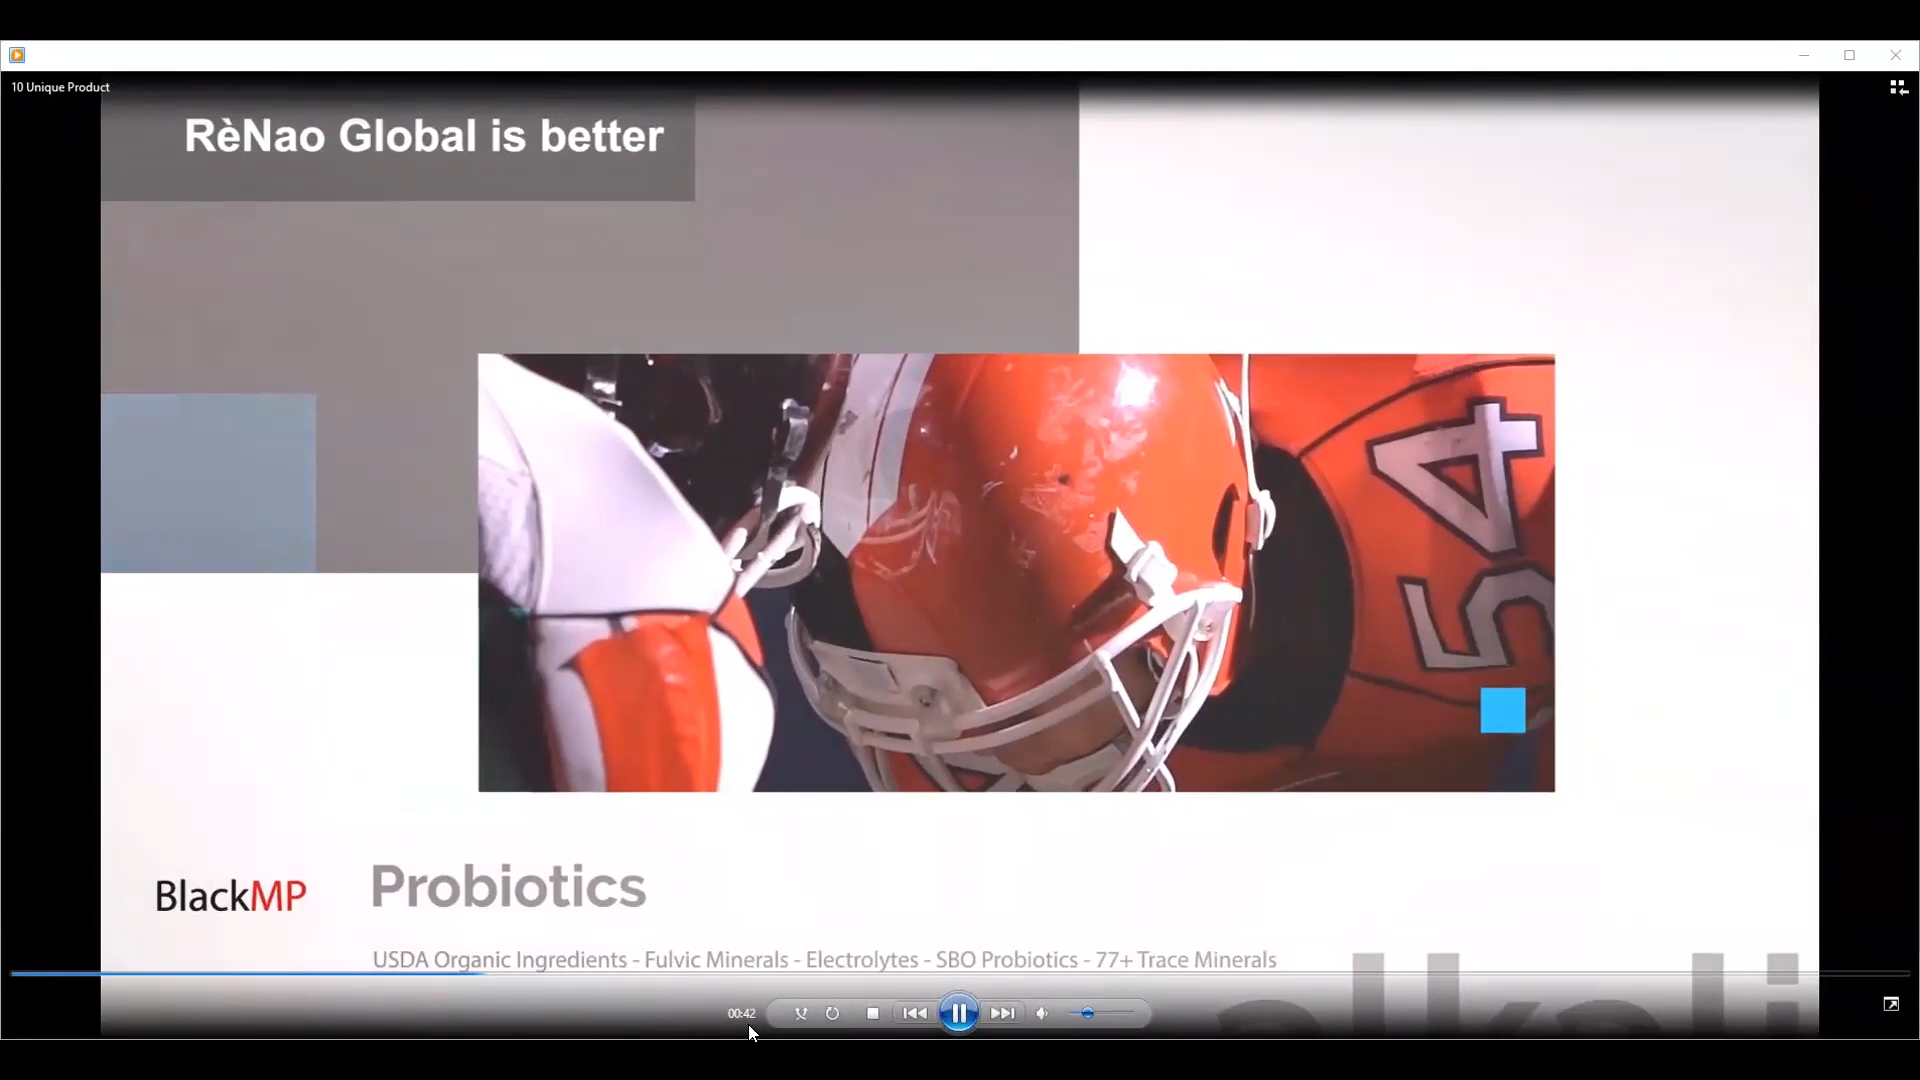 10 Unique Product
RèNao Global is better
54
BlackMP
Probiotics
USDA Organic Ingredients - Fulvic Minerals - Electrolytes - SBO Probiotics - 77+ Trace Minerals
00:42